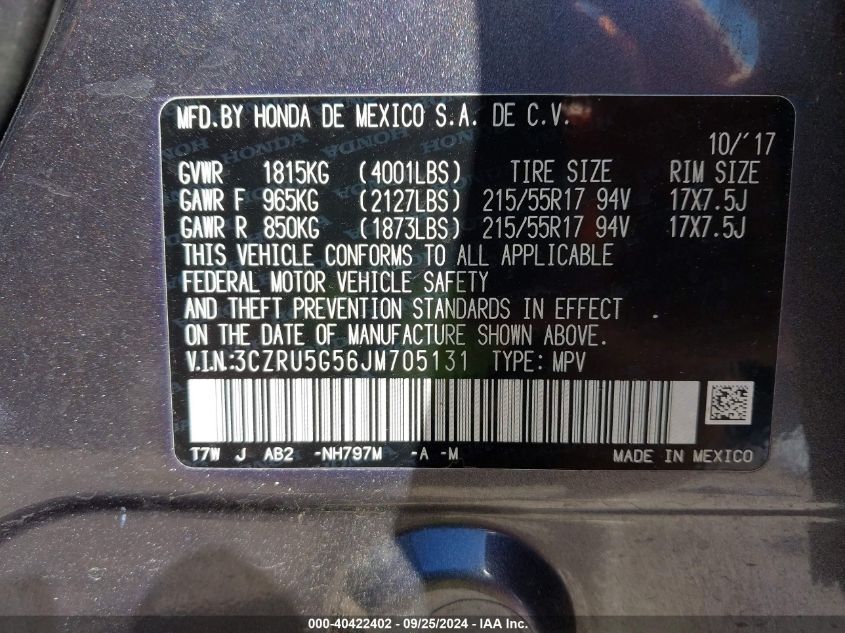 MFD.BY HONDA DE MEXICO S.A. DE C.V.
10/'17
GVWR 1815KG (4001LBS) TIRE SIZE RIM SIZE
GAWR F 965KG (2127LBS) 215/55R17 94V 17X7.5J
GAWR R 850KG (1873LBS) 215/55R17 94V 17X7.5J
THIS VEHICLE CONFORMS TO ALL APPLICABLE
FEDERAL MOTOR VEHICLE SAFETY
AND THEFT PREVENTION STANDARDS IN EFFECT
ON THE DATE OF MANUFACTURE SHOWN ABOVE.
V.I.N:3CZRU5G56JM705131 TYPE: MPV
T7W J AB2 -NH797M -A -M MADE IN MEXICO
000-40422402 - 09/25/2024 - IAA Inc.